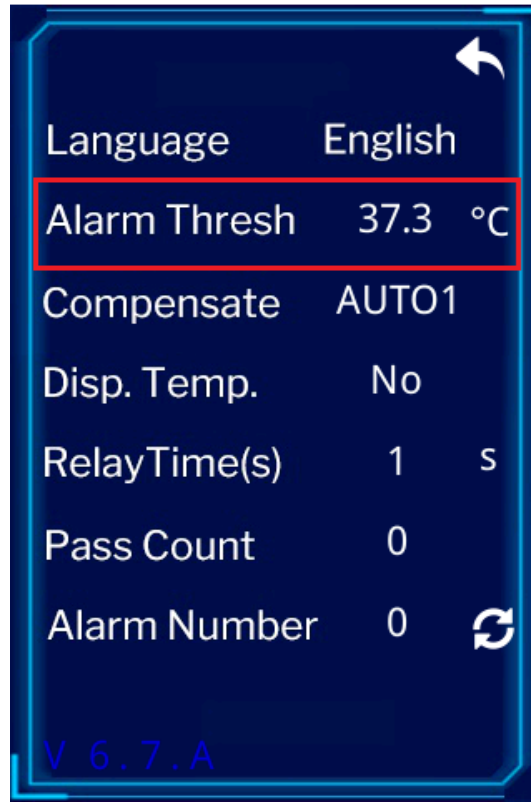 Language English
Alarm Thresh 37.3 °C
Compensate AUTO1
Disp. Temp. No
RelayTime(s) 1 s
Pass Count 0
Alarm Number 0
V 6.7.A